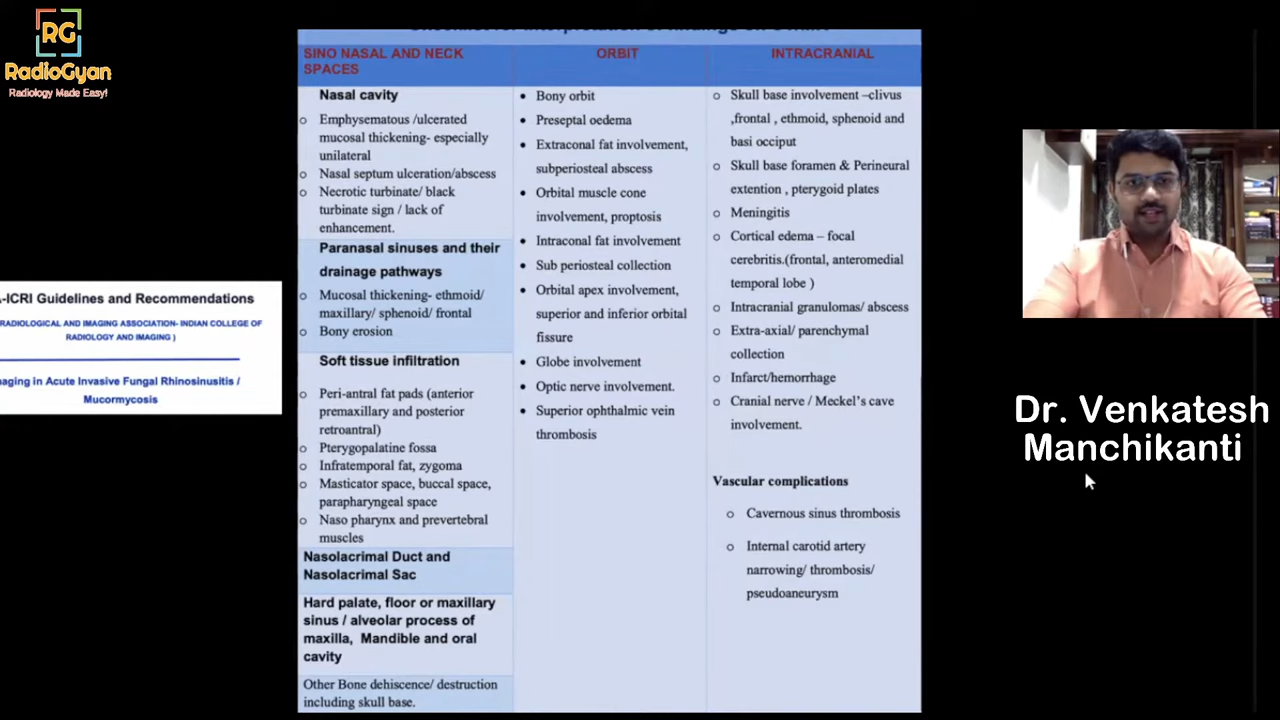 RG
RadioGyan
Radiology Made Easy!
A-ICRI Guidelines and Recommendations
RADIOLOGICAL AND IMAGING ASSOCIATION- INDIAN COLLEGE OF
RADIOLOGY AND IMAGING )
aging in Acute Invasive Fungal Rhinosinusitis /
Mucormycosis
SINO NASAL AND NECK
SPACES
Nasal cavity
Emphysematous /ulcerated
mucosal thickening- especially
unilateral
Nasal septum ulceration/abscess
Necrotic turbinate/ black
turbinate sign / lack of
enhancement.
Paranasal sinuses and their
drainage pathways
Mucosal thickening- ethmoid/
maxillary/ sphenoid/ frontal
Bony erosion
Soft tissue infiltration
Peri-antral fat pads (anterior
premaxillary and posterior
retroantral)
Pterygopalatine fossa
Infratemporal fat, zygoma
Masticator space, buccal space,
parapharyngeal space
Naso pharynx and prevertebral
muscles
Nasolacrimal Duct and
Nasolacrimal Sac
Hard palate, floor or maxillary
sinus / alveolar process of
maxilla, Mandible and oral
cavity
Other Bone dehiscence/ destruction
including skull base.
ORBIT
Bony orbit
Preseptal oedema
Extraconal fat involvement,
subperiosteal abscess
Orbital muscle cone
involvement, proptosis
Intraconal fat involvement
Sub periosteal collection
Orbital apex involvement,
superior and inferior orbital
fissure
Globe involvement
Optic nerve involvement.
Superior ophthalmic vein
thrombosis
INTRACRANIAL
Skull base involvement –clivus
,frontal , ethmoid, sphenoid and
basi occiput
Skull base foramen & Perineural
extention , pterygoid plates
Meningitis
Cortical edema – focal
cerebritis.(frontal, anteromedial
temporal lobe )
Intracranial granulomas/ abscess
Extra-axial/ parenchymal
collection
Infarct/hemorrhage
Cranial nerve / Meckel's cave
involvement.
Vascular complications
Cavernous sinus thrombosis
Internal carotid artery
narrowing/ thrombosis/
pseudoaneurysm
Dr. Venkatesh
Manchikanti